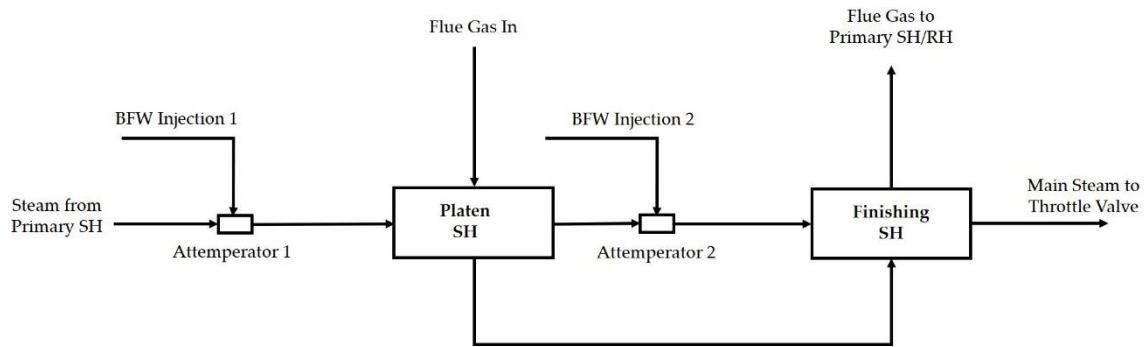 Flue Gas In
Flue Gas to
Primary SH/RH
BFW Injection 1
BFW Injection 2
Steam from
Primary SH
Attemperator 1
Platen
SH
Attemperator 2
Finishing
SH
Main Steam to
Throttle Valve